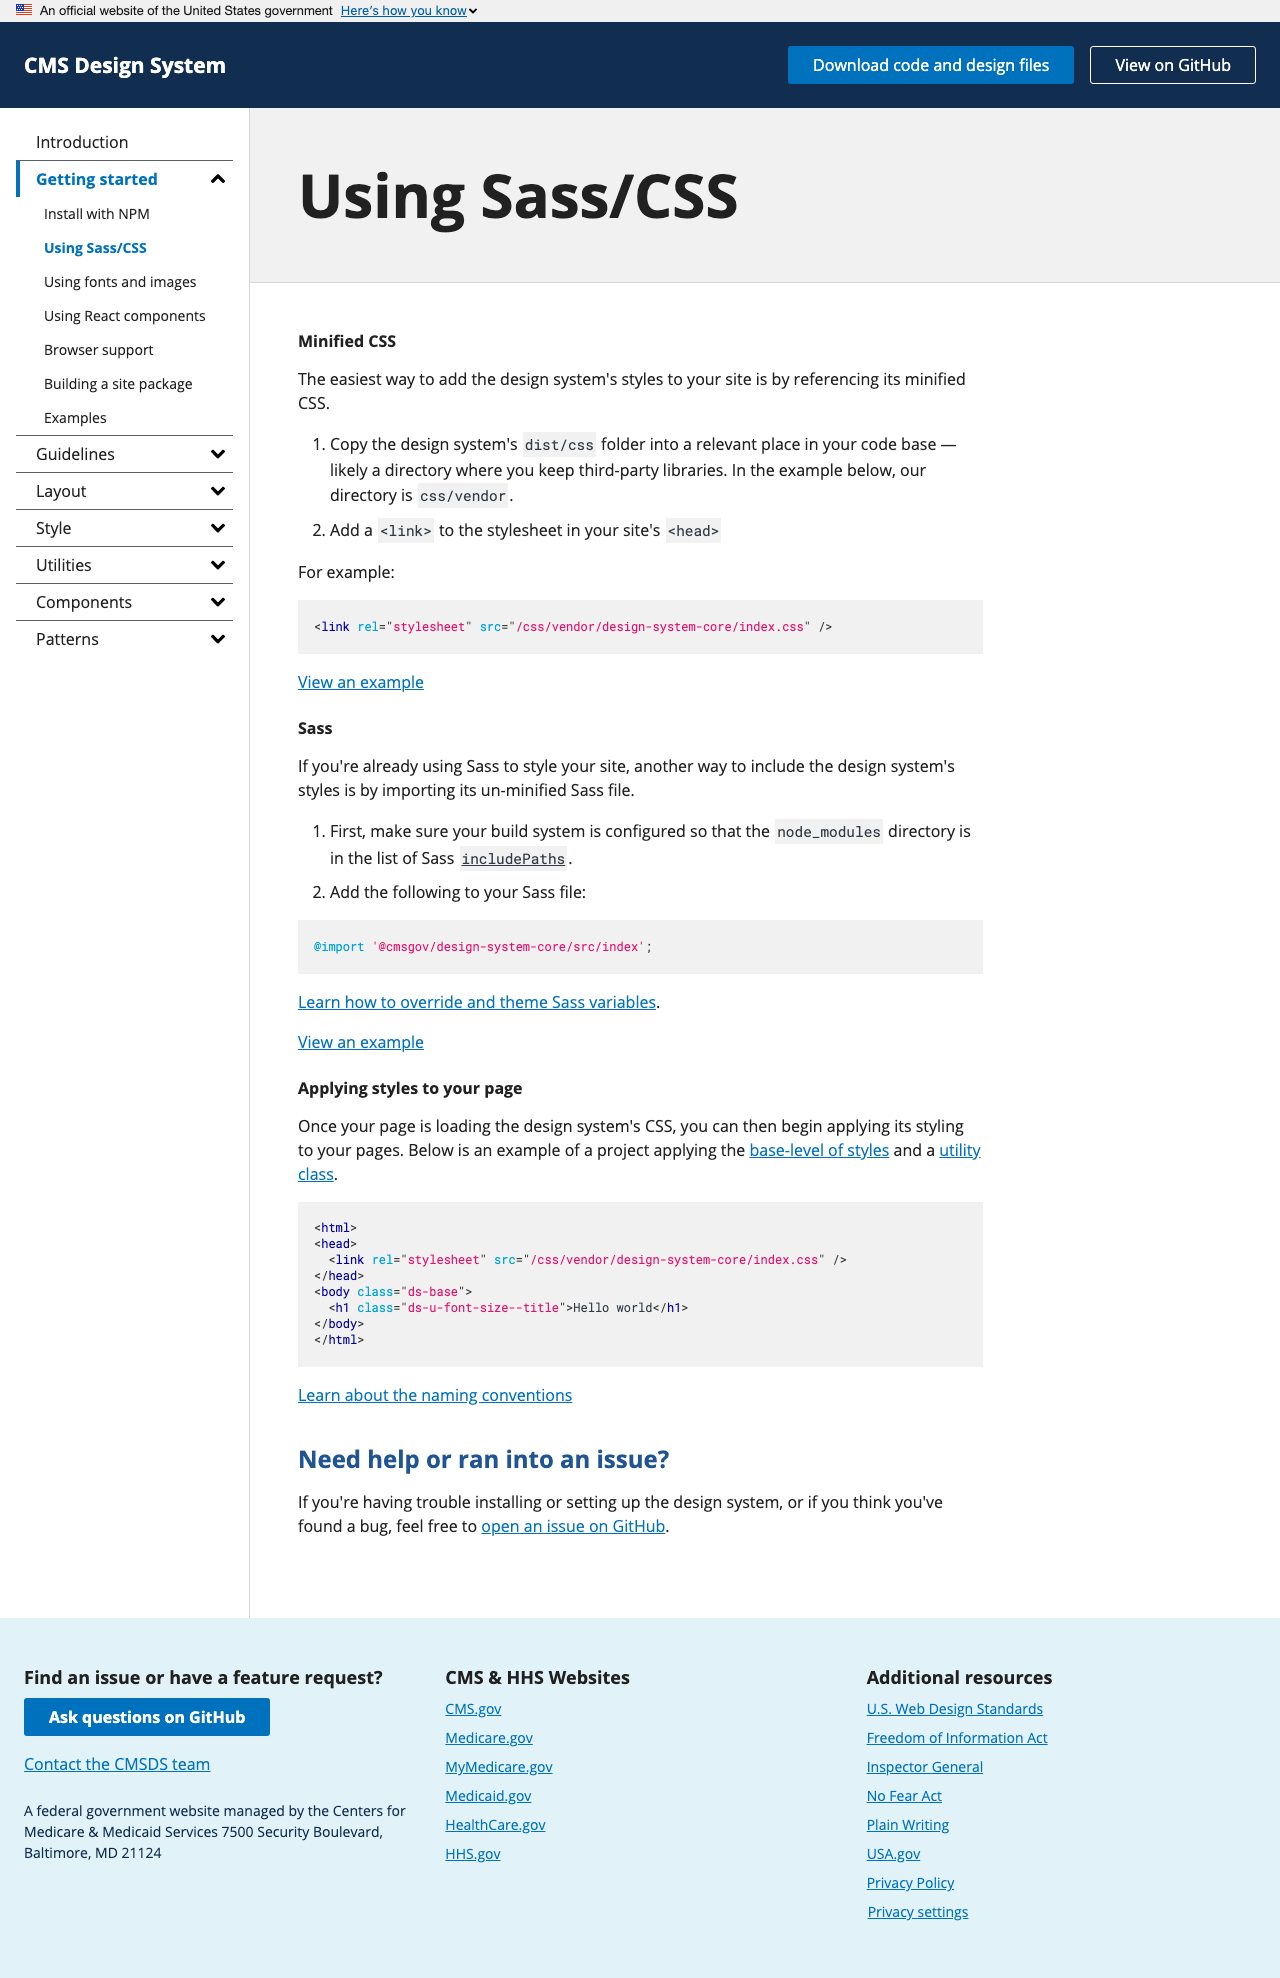 An official website of the United States government Here's how you know
CMS Design System
Download code and design files
View on GitHub
Introduction
Getting started
Install with NPM
Using Sass/CSS
Using fonts and images
Using React components
Browser support
Building a site package
Examples
Guidelines
Layout
Style
Utilities
Components
Patterns
Using Sass/CSS
Minified CSS
The easiest way to add the design system's styles to your site is by referencing its minified
CSS.
1. Copy the design system's dist/css folder into a relevant place in your code base —
likely a directory where you keep third-party libraries. In the example below, our
directory is css/vendor.
2. Add a <link> to the stylesheet in your site's <head>
For example:
<link rel="stylesheet" src="/css/vendor/design-system-core/index.css" />
View an example
Sass
If you're already using Sass to style your site, another way to include the design system's
styles is by importing its un-minified Sass file.
1. First, make sure your build system is configured so that the node_modules directory is
in the list of Sass includePaths.
2. Add the following to your Sass file:
@import '@cmsgov/design-system-core/src/index';
Learn how to override and theme Sass variables.
View an example
Applying styles to your page
Once your page is loading the design system's CSS, you can then begin applying its styling
to your pages. Below is an example of a project applying the base-level of styles and a utility
class.
<html>
<head>
  <link rel="stylesheet" src="/css/vendor/design-system-core/index.css" />
</head>
<body class="ds-base">
  <h1 class="ds-u-font-size--title">Hello world</h1>
</body>
</html>
Learn about the naming conventions
Need help or ran into an issue?
If you're having trouble installing or setting up the design system, or if you think you've
found a bug, feel free to open an issue on GitHub.
Find an issue or have a feature request?
Ask questions on GitHub
Contact the CMSDS team
A federal government website managed by the Centers for
Medicare & Medicaid Services 7500 Security Boulevard,
Baltimore, MD 21124
CMS & HHS Websites
CMS.gov
Medicare.gov
MyMedicare.gov
Medicaid.gov
HealthCare.gov
HHS.gov
Additional resources
U.S. Web Design Standards
Freedom of Information Act
Inspector General
No Fear Act
Plain Writing
USA.gov
Privacy Policy
Privacy settings